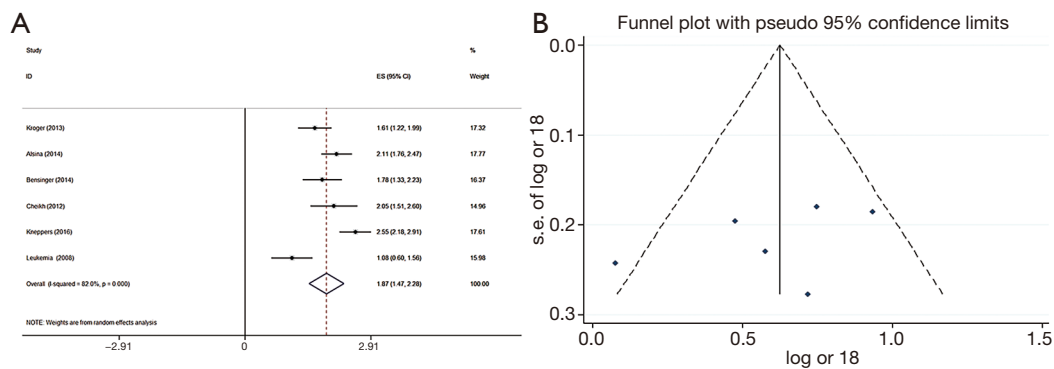 A
Study %
ID ES (95% CI) Weight
Kroger (2013) 1.61 (1.22, 1.99) 17.32
Alsina (2014) 2.11 (1.76, 2.47) 17.77
Bensinger (2014) 1.78 (1.33, 2.23) 16.37
Cheikh (2012) 2.05 (1.51, 2.60) 14.96
Kneppers (2016) 2.55 (2.18, 2.91) 17.61
Leukemia (2008) 1.08 (0.60, 1.56) 15.98
Overall (I-squared = 82.0%, p = 0.000) 1.87 (1.47, 2.28) 100.00
NOTE: Weights are from random effects analysis
−2.91 0 2.91
B
Funnel plot with pseudo 95% confidence limits
s.e. of log or 18
0.0
0.1
0.2
0.3
0.0 0.5 1.0 1.5
log or 18